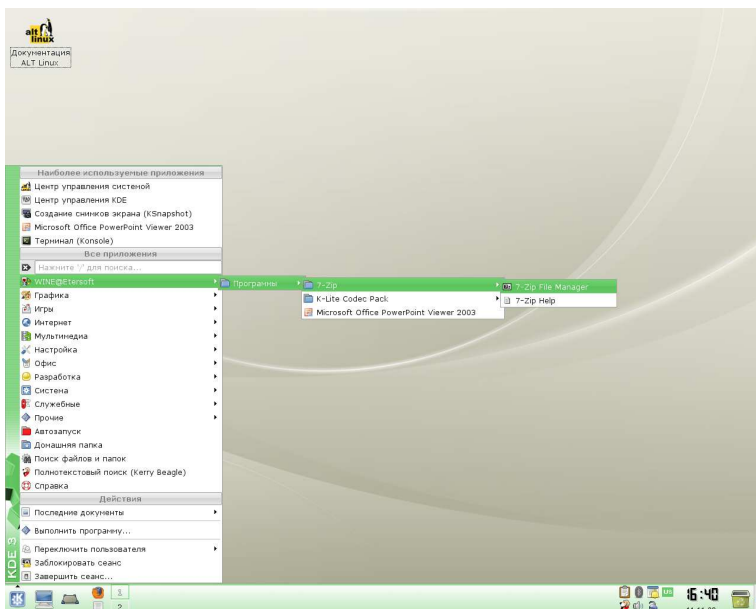 alt linux
Документация
ALT Linux
Наиболее используемые приложения
Центр управления системой
Центр управления KDE
Создание снимков экрана (KSnapshot)
Microsoft Office PowerPoint Viewer 2003
Терминал (Konsole)
Все приложения
Нажмите '/' для поиска...
WINE@Etersoft
Графика
Игры
Интернет
Мультимедиа
Настройка
Офис
Разработка
Система
Служебные
Прочие
Автозапуск
Домашняя папка
Поиск файлов и папок
Полнотекстовый поиск (Kerry Beagle)
Справка
Действия
Последние документы
Выполнить программу...
Переключить пользователя
Заблокировать сеанс
Завершить сеанс...
KDE 3
Программы
7-Zip
K-Lite Codec Pack
Microsoft Office PowerPoint Viewer 2003
7-Zip File Manager
7-Zip Help
1
2
US
16:40